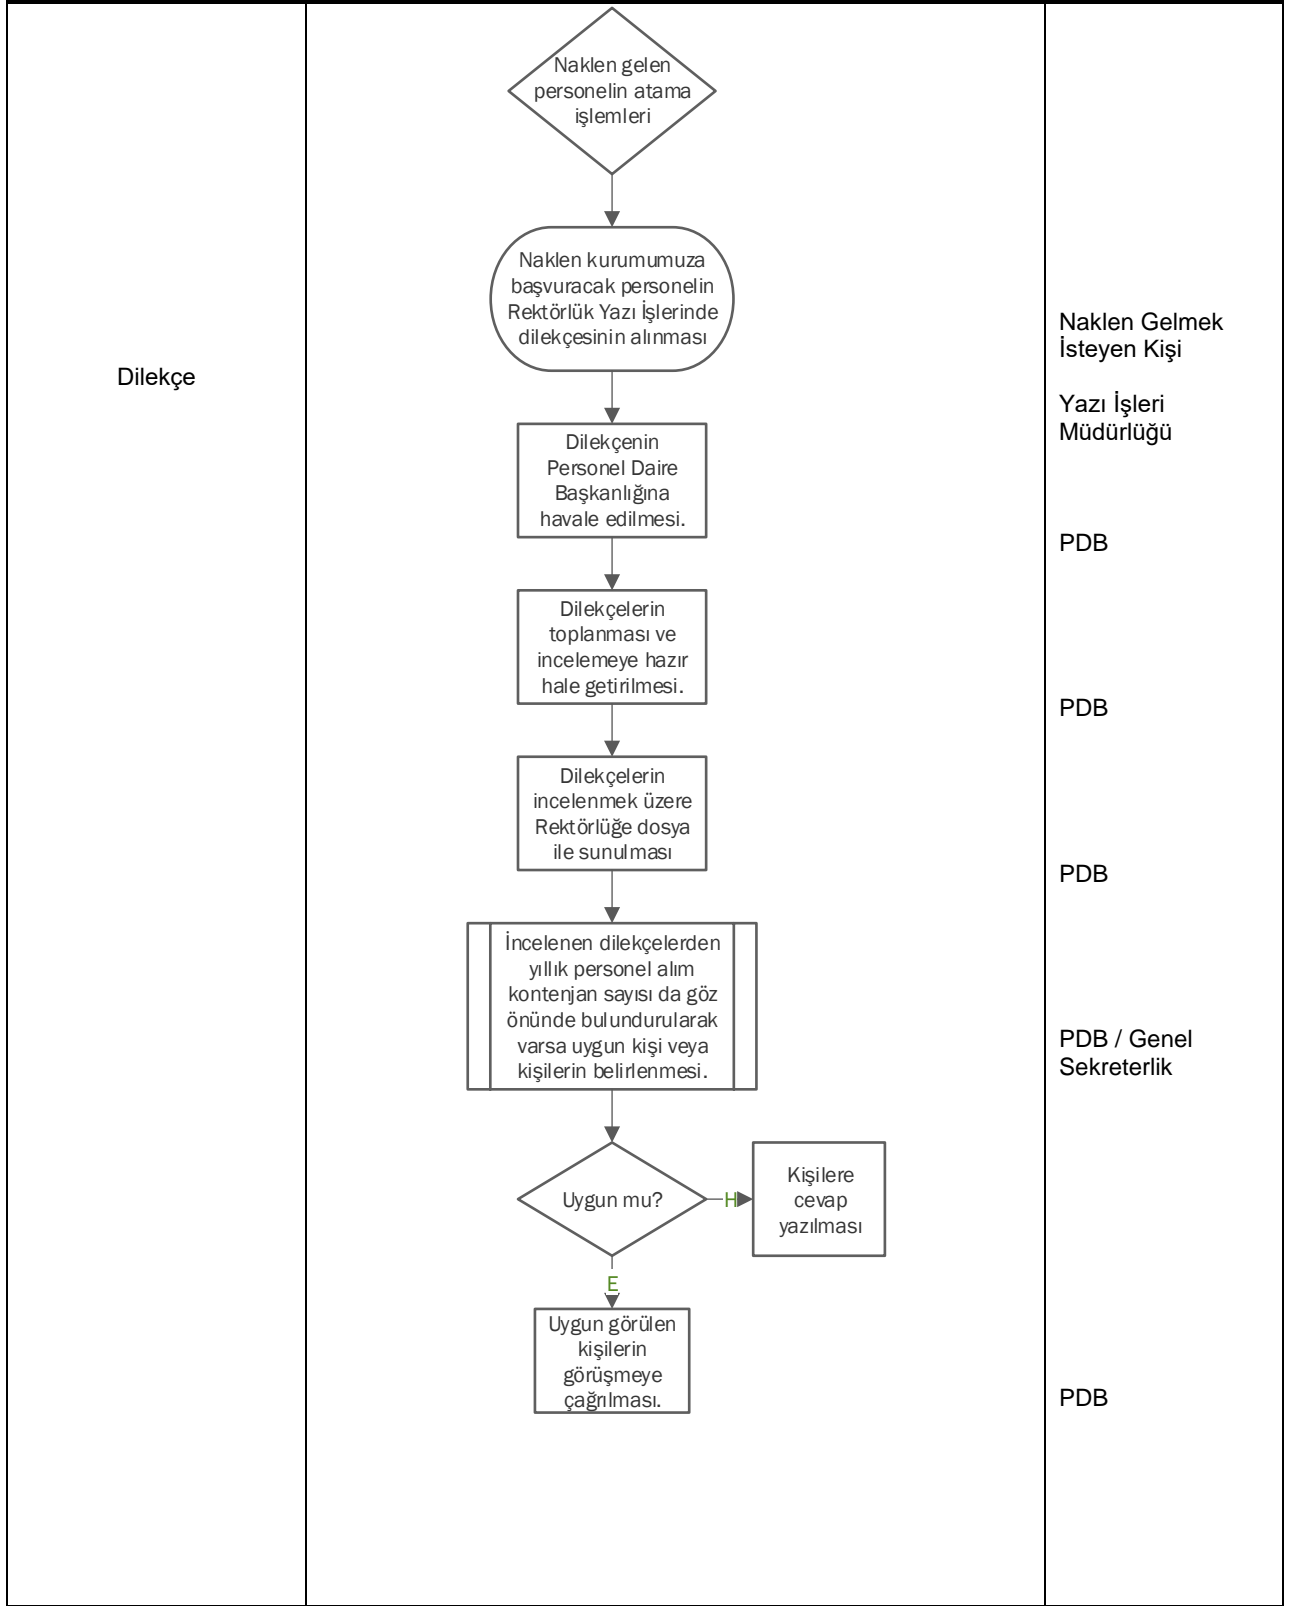 Naklen gelen
personelin atama
işlemleri
Naklen kurumumuza
başvuracak personelin
Rektörlük Yazı İşlerinde
dilekçesinin alınması
Naklen Gelmek
İsteyen Kişi
Dilekçe
Yazı İşleri
Müdürlüğü
Dilekçenin
Personel Daire
Başkanlığına
havale edilmesi.
PDB
Dilekçelerin
toplanması ve
incelemeye hazır
hale getirilmesi.
PDB
Dilekçelerin
incelenmek üzere
Rektörlüğe dosya
ile sunulması
PDB
İncelenen dilekçelerden
yıllık personel alım
kontenjan sayısı da göz
önünde bulundurularak
varsa uygun kişi veya
kişilerin belirlenmesi.
PDB / Genel
Sekreterlik
Uygun mu?
H
Kişilere
cevap
yazılması
E
Uygun görülen
kişilerin
görüşmeye
çağrılması.
PDB